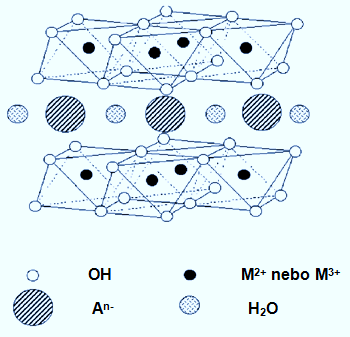 OH
M²⁺ nebo M³⁺
Aⁿ⁻
H₂O